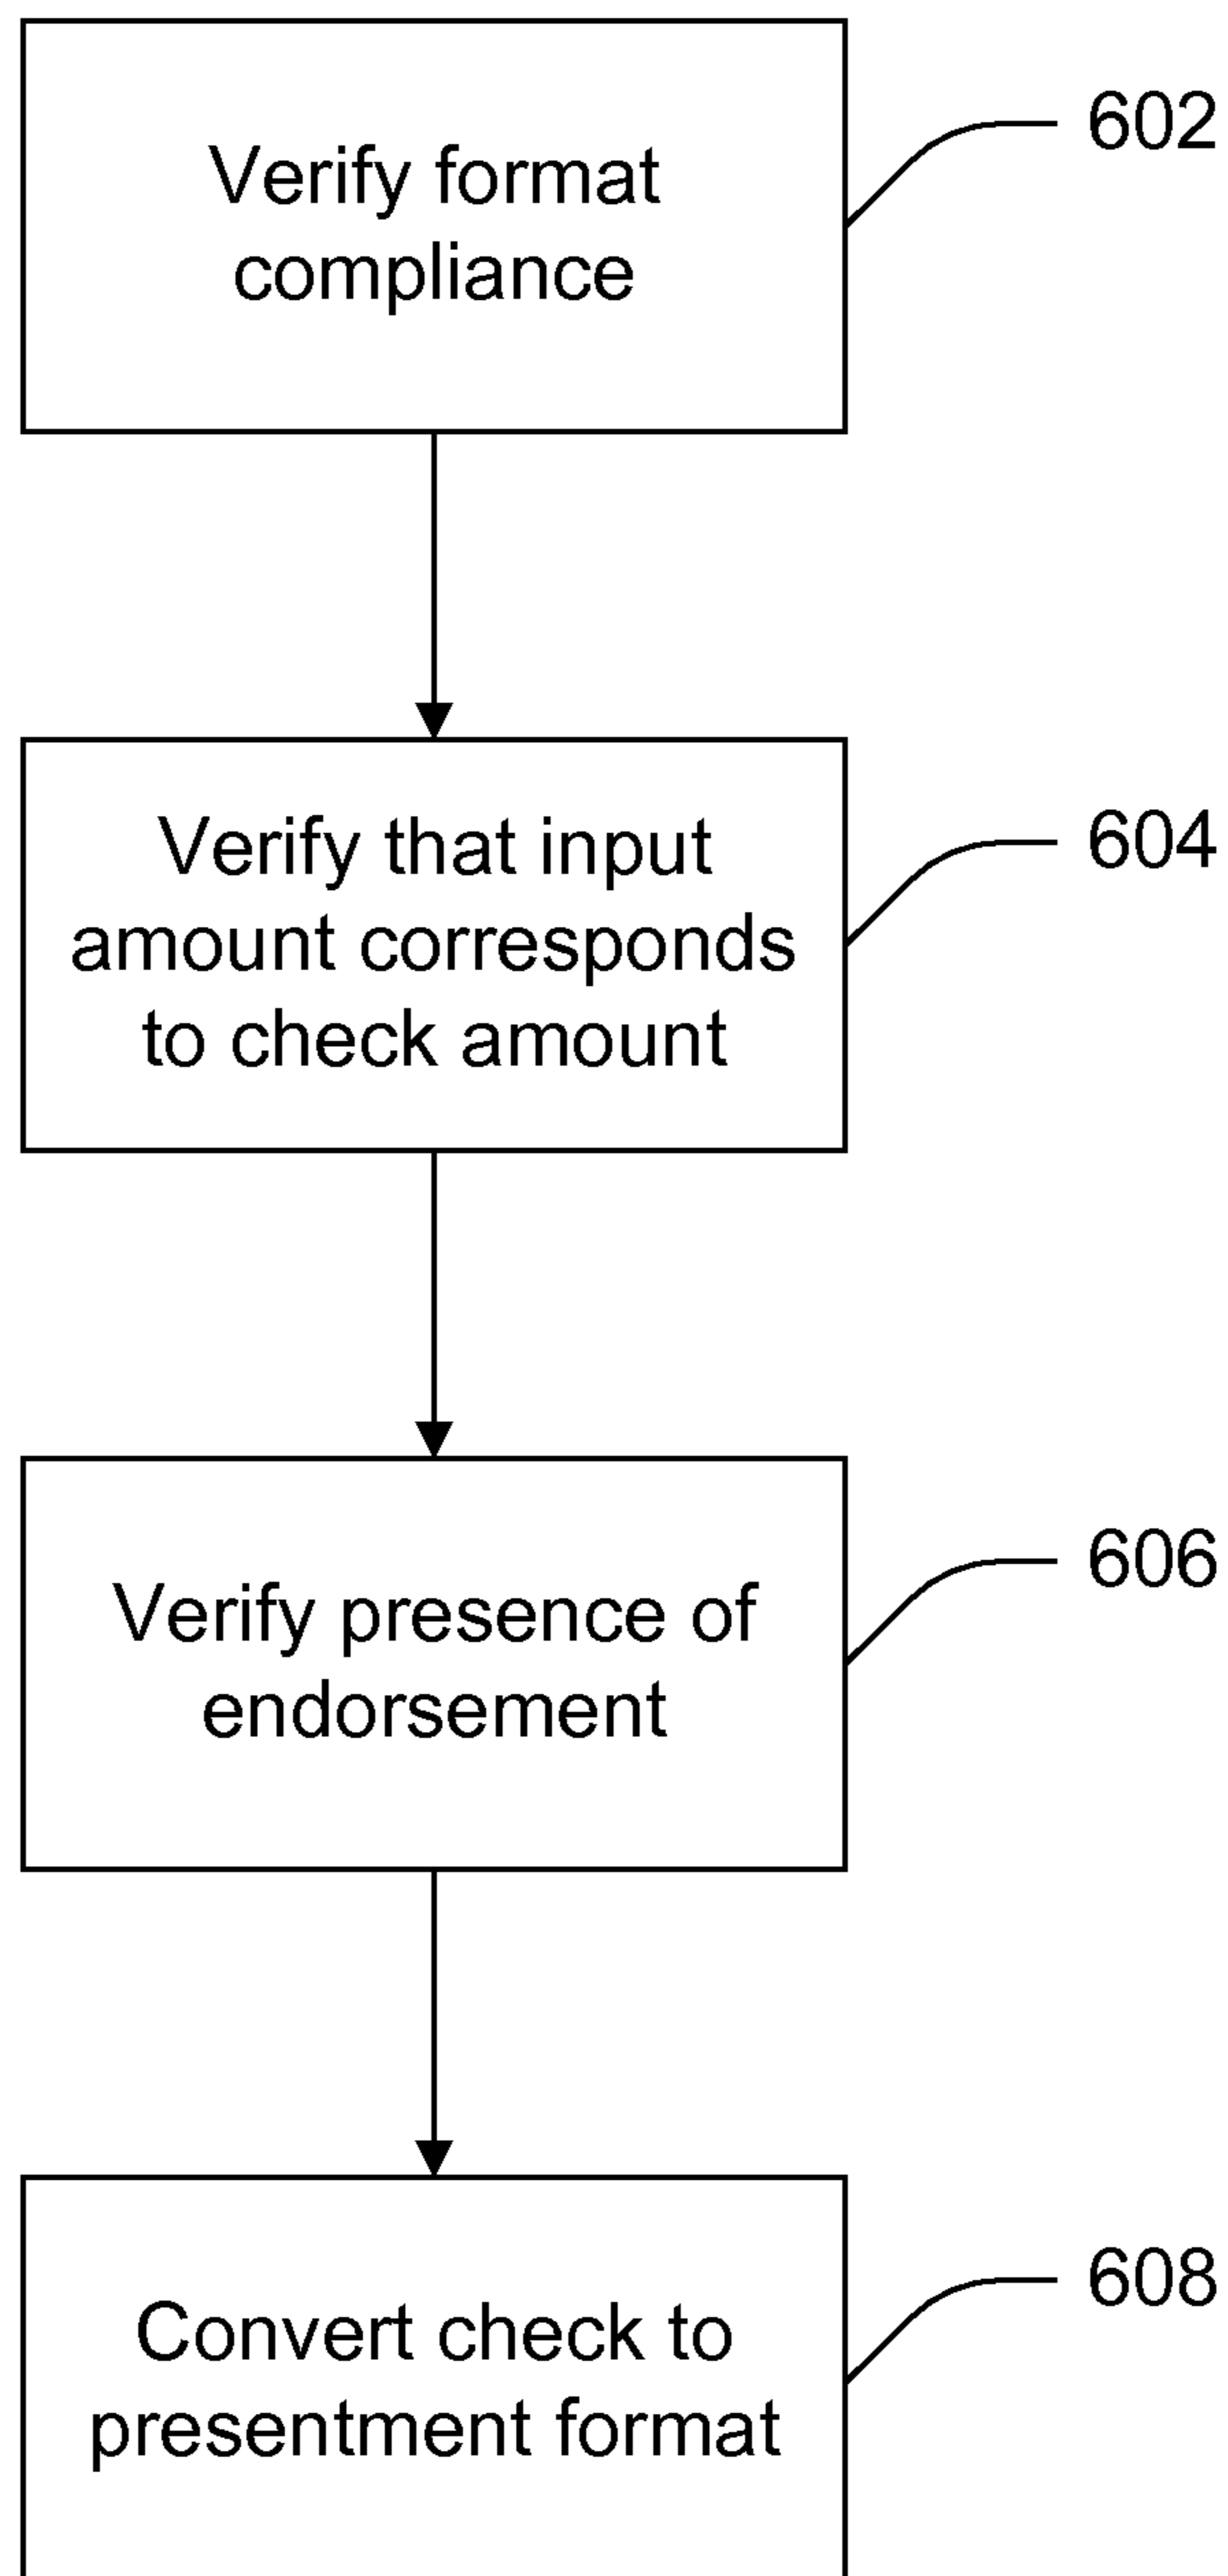 Verify format
compliance
602
Verify that input
amount corresponds
to check amount
604
Verify presence of
endorsement
606
Convert check to
presentment format
608